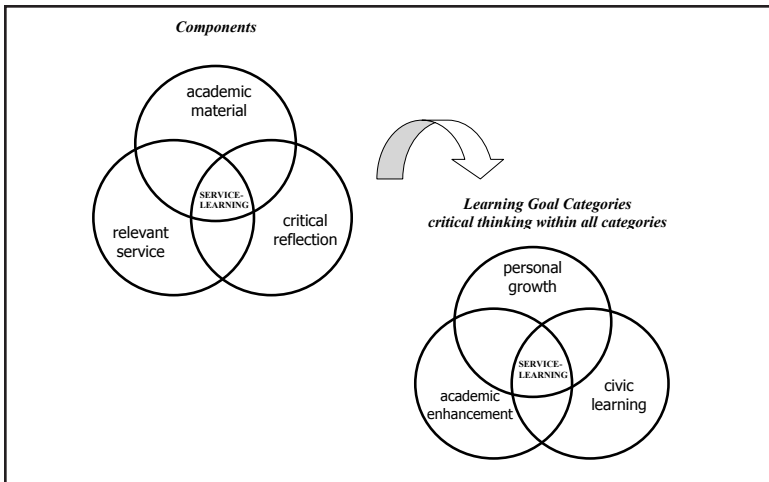 Components
academic
material
SERVICE-
LEARNING
relevant
service
critical
reflection
Learning Goal Categories
critical thinking within all categories
personal
growth
SERVICE-
LEARNING
academic
enhancement
civic
learning